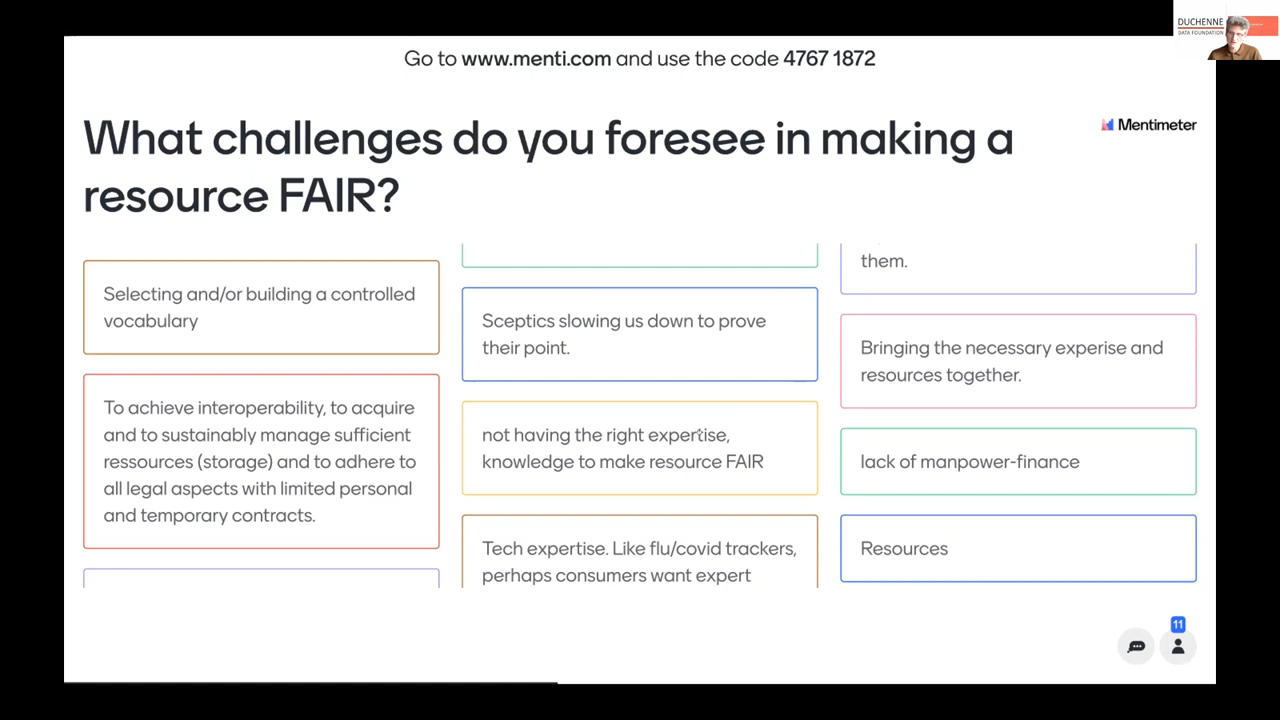 Go to www.menti.com and use the code 4767 1872
DUCHENNE
DATA FOUNDATION
What challenges do you foresee in making a
resource FAIR?
Mentimeter
Selecting and/or building a controlled
vocabulary
To achieve interoperability, to acquire
and to sustainably manage sufficient
ressources (storage) and to adhere to
all legal aspects with limited personal
and temporary contracts.
Sceptics slowing us down to prove
their point.
not having the right expertise,
knowledge to make resource FAIR
Tech expertise. Like flu/covid trackers,
perhaps consumers want expert
them.
Bringing the necessary experise and
resources together.
lack of manpower-finance
Resources
11